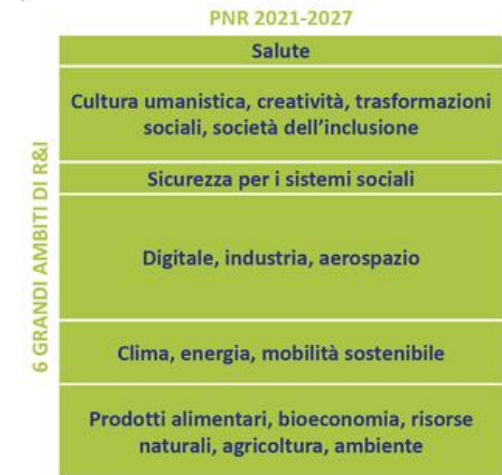 PNR 2021-2027
6 GRANDI AMBITI DI R&I
Salute
Cultura umanistica, creatività, trasformazioni
sociali, società dell'inclusione
Sicurezza per i sistemi sociali
Digitale, industria, aerospazio
Clima, energia, mobilità sostenibile
Prodotti alimentari, bioeconomia, risorse
naturali, agricoltura, ambiente